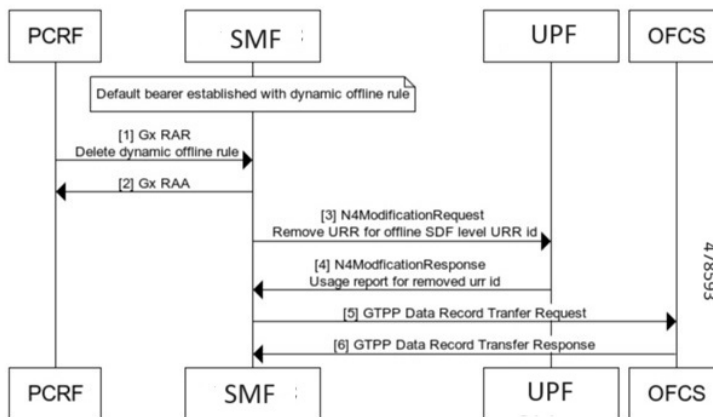 PCRF
SMF
UPF
OFCS
Default bearer established with dynamic offline rule
[1] Gx RAR
Delete dynamic offline rule
[2] Gx RAA
[3] N4ModificationRequest
Remove URR for offline SDF level URR id
[4] N4ModficationResponse
Usage report for removed urr id
[5] GTPP Data Record Tranfer Request
[6] GTPP Data Record Transfer Response
478593
PCRF
SMF
UPF
OFCS